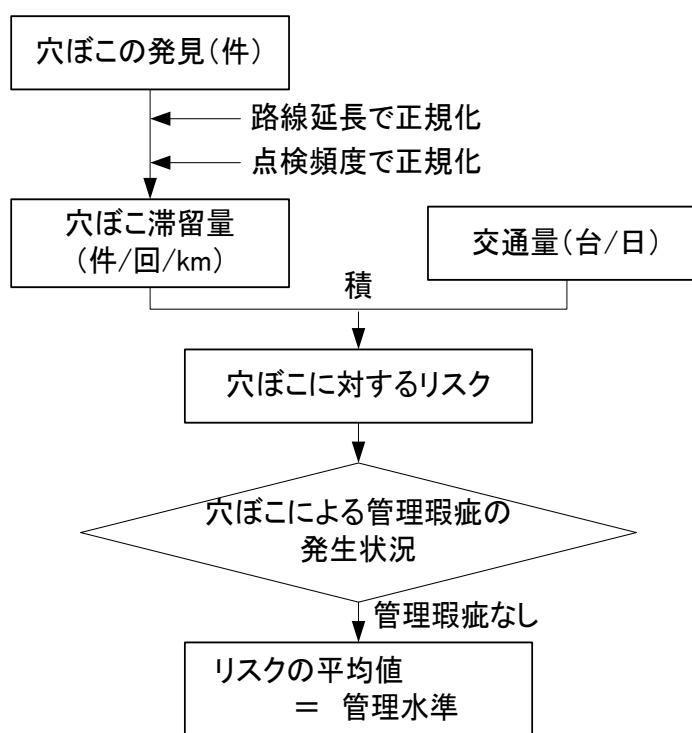 穴ぼこの発見(件)
路線延長で正規化
点検頻度で正規化
穴ぼこ滞留量
(件/回/km)
交通量(台/日)
積
穴ぼこに対するリスク
穴ぼこによる管理瑕疵の
発生状況
管理瑕疵なし
リスクの平均値
= 管理水準